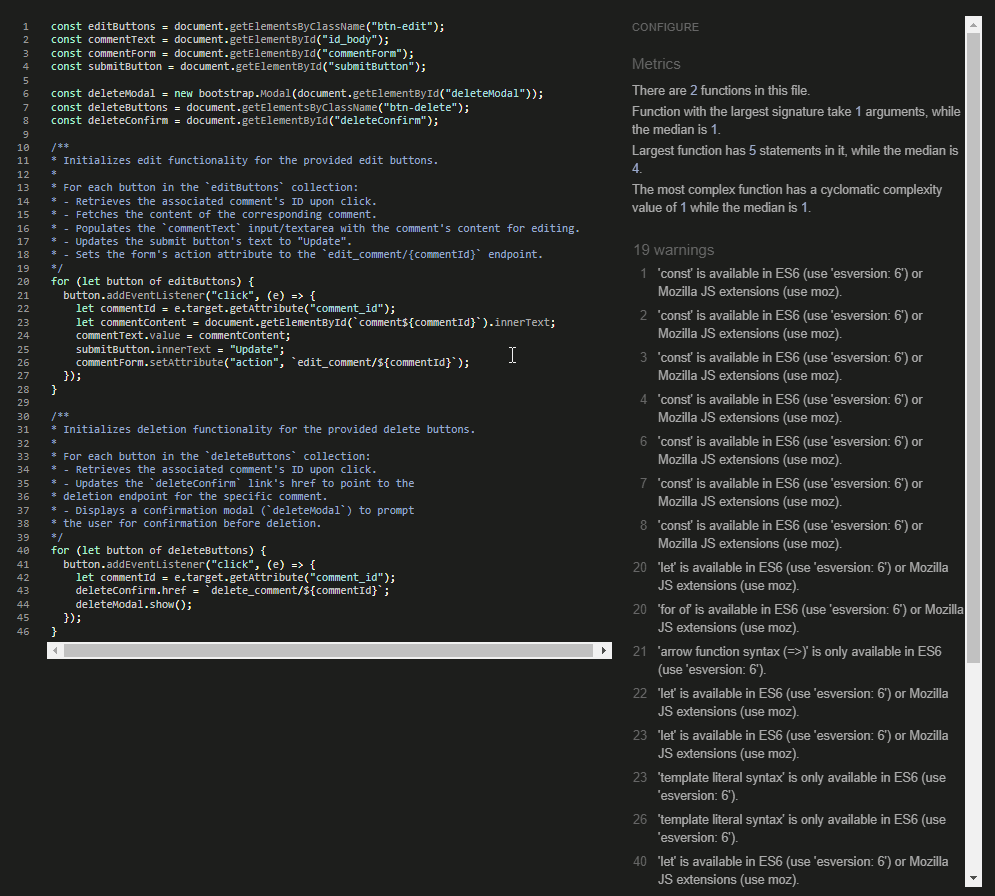 1 const editButtons = document.getElementsByClassName("btn-edit");
2 const commentText = document.getElementById("id_body");
3 const commentForm = document.getElementById("commentForm");
4 const submitButton = document.getElementById("submitButton");
5
6 const deleteModal = new bootstrap.Modal(document.getElementById("deleteModal"));
7 const deleteButtons = document.getElementsByClassName("btn-delete");
8 const deleteConfirm = document.getElementById("deleteConfirm");
9
10 /**
11 * Initializes edit functionality for the provided edit buttons.
12 *
13 * For each button in the `editButtons` collection:
14 * - Retrieves the associated comment's ID upon click.
15 * - Fetches the content of the corresponding comment.
16 * - Populates the `commentText` input/textarea with the comment's content for editing.
17 * - Updates the submit button's text to "Update".
18 * - Sets the form's action attribute to the `edit_comment/{commentId}` endpoint.
19 */
20 for (let button of editButtons) {
21   button.addEventListener("click", (e) => {
22     let commentId = e.target.getAttribute("comment_id");
23     let commentContent = document.getElementById(`comment${commentId}`).innerText;
24     commentText.value = commentContent;
25     submitButton.innerText = "Update";
26     commentForm.setAttribute("action", `edit_comment/${commentId}`);
27   });
28 }
29
30 /**
31 * Initializes deletion functionality for the provided delete buttons.
32 *
33 * For each button in the `deleteButtons` collection:
34 * - Retrieves the associated comment's ID upon click.
35 * - Updates the `deleteConfirm` link's href to point to the
36 * deletion endpoint for the specific comment.
37 * - Displays a confirmation modal (`deleteModal`) to prompt
38 * the user for confirmation before deletion.
39 */
40 for (let button of deleteButtons) {
41   button.addEventListener("click", (e) => {
42     let commentId = e.target.getAttribute("comment_id");
43     deleteConfirm.href = `delete_comment/${commentId}`;
44     deleteModal.show();
45   });
46 }
CONFIGURE
Metrics
There are 2 functions in this file.
Function with the largest signature take 1 arguments, while
the median is 1.
Largest function has 5 statements in it, while the median is
4.
The most complex function has a cyclomatic complexity
value of 1 while the median is 1.
19 warnings
1 'const' is available in ES6 (use 'esversion: 6') or
Mozilla JS extensions (use moz).
2 'const' is available in ES6 (use 'esversion: 6') or
Mozilla JS extensions (use moz).
3 'const' is available in ES6 (use 'esversion: 6') or
Mozilla JS extensions (use moz).
4 'const' is available in ES6 (use 'esversion: 6') or
Mozilla JS extensions (use moz).
6 'const' is available in ES6 (use 'esversion: 6') or
Mozilla JS extensions (use moz).
7 'const' is available in ES6 (use 'esversion: 6') or
Mozilla JS extensions (use moz).
8 'const' is available in ES6 (use 'esversion: 6') or
Mozilla JS extensions (use moz).
20 'let' is available in ES6 (use 'esversion: 6') or Mozilla
JS extensions (use moz).
20 'for of' is available in ES6 (use 'esversion: 6') or Mozilla
JS extensions (use moz).
21 'arrow function syntax (=>)' is only available in ES6
(use 'esversion: 6').
22 'let' is available in ES6 (use 'esversion: 6') or Mozilla
JS extensions (use moz).
23 'let' is available in ES6 (use 'esversion: 6') or Mozilla
JS extensions (use moz).
23 'template literal syntax' is only available in ES6 (use
'esversion: 6').
26 'template literal syntax' is only available in ES6 (use
'esversion: 6').
40 'let' is available in ES6 (use 'esversion: 6') or Mozilla
JS extensions (use moz).